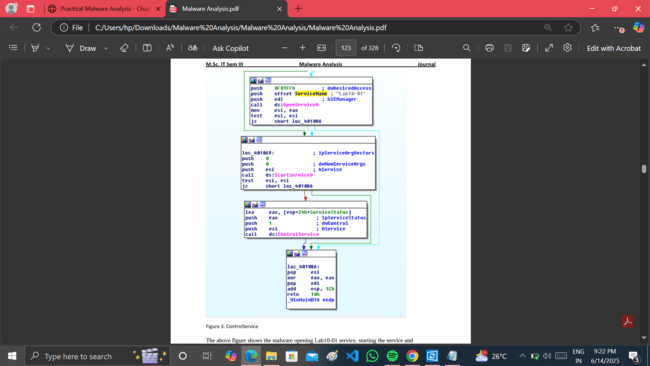 Practical Malware Analysis - Chap
Malware Analysis.pdf
File
C:/Users/hp/Downloads/Malware%20Analysis/Malware%20Analysis/Malware%20Analysis.pdf
Draw
Ask Copilot
123
of 328
Edit with Acrobat
M.Sc. IT Sem III Malware Analysis Journal
push 0F01FFh ; dwDesiredAccess
push offset ServiceName ; "Lab10-01"
push edi ; hSCManager
call ds:OpenServiceA
mov esi, eax
test esi, esi
jz short loc_401086
loc_401069: ; lpServiceArgVectors
push 0
push 0 ; dwNumServiceArgs
push esi ; hService
call ds:StartServiceA
test esi, esi
jz short loc_401086
lea eax, [esp+24h+ServiceStatus]
push eax ; lpServiceStatus
push 1 ; dwControl
push esi ; hService
call ds:ControlService
loc_401086:
pop esi
xor eax, eax
pop edi
add esp, 1Ch
retn 10h
_WinMain@16 endp
Figure 3. ControlService
The above figure shows the malware opening Lab10-01 service, starting the service and
Type here to search
26°C
ENG
IN
9:22 PM
6/14/2025
3